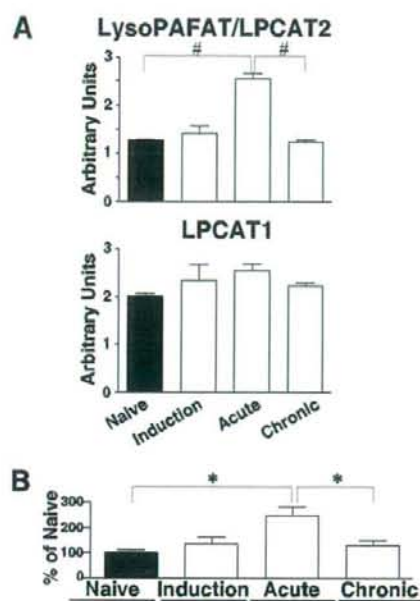 A
LysoPAFAT/LPCAT2
# #
Arbitrary Units
3
2
1
0
LPCAT1
Arbitrary Units
3
2
1
0
Naive Induction Acute Chronic
B
* *
% of Naive
300
200
100
0
Naive Induction Acute Chronic